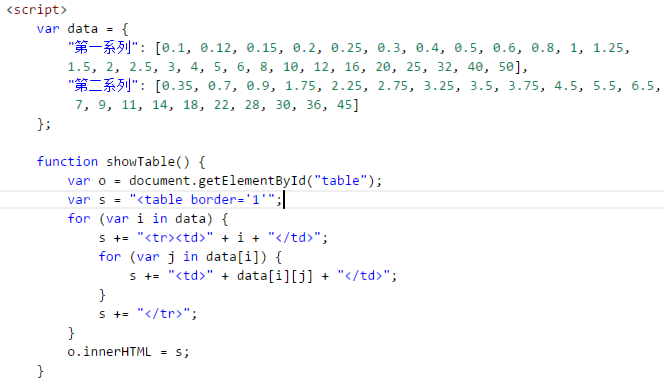 <script>
var data = {
"第一系列": [0.1, 0.12, 0.15, 0.2, 0.25, 0.3, 0.4, 0.5, 0.6, 0.8, 1, 1.25,
1.5, 2, 2.5, 3, 4, 5, 6, 8, 10, 12, 16, 20, 25, 32, 40, 50],
"第二系列": [0.35, 0.7, 0.9, 1.75, 2.25, 2.75, 3.25, 3.5, 3.75, 4.5, 5.5, 6.5,
7, 9, 11, 14, 18, 22, 28, 30, 36, 45]
};
function showTable() {
var o = document.getElementById("table");
var s = "<table border='1'";
for (var i in data) {
s += "<tr><td>" + i + "</td>";
for (var j in data[i]) {
s += "<td>" + data[i][j] + "</td>";
}
s += "</tr>";
}
o.innerHTML = s;
}